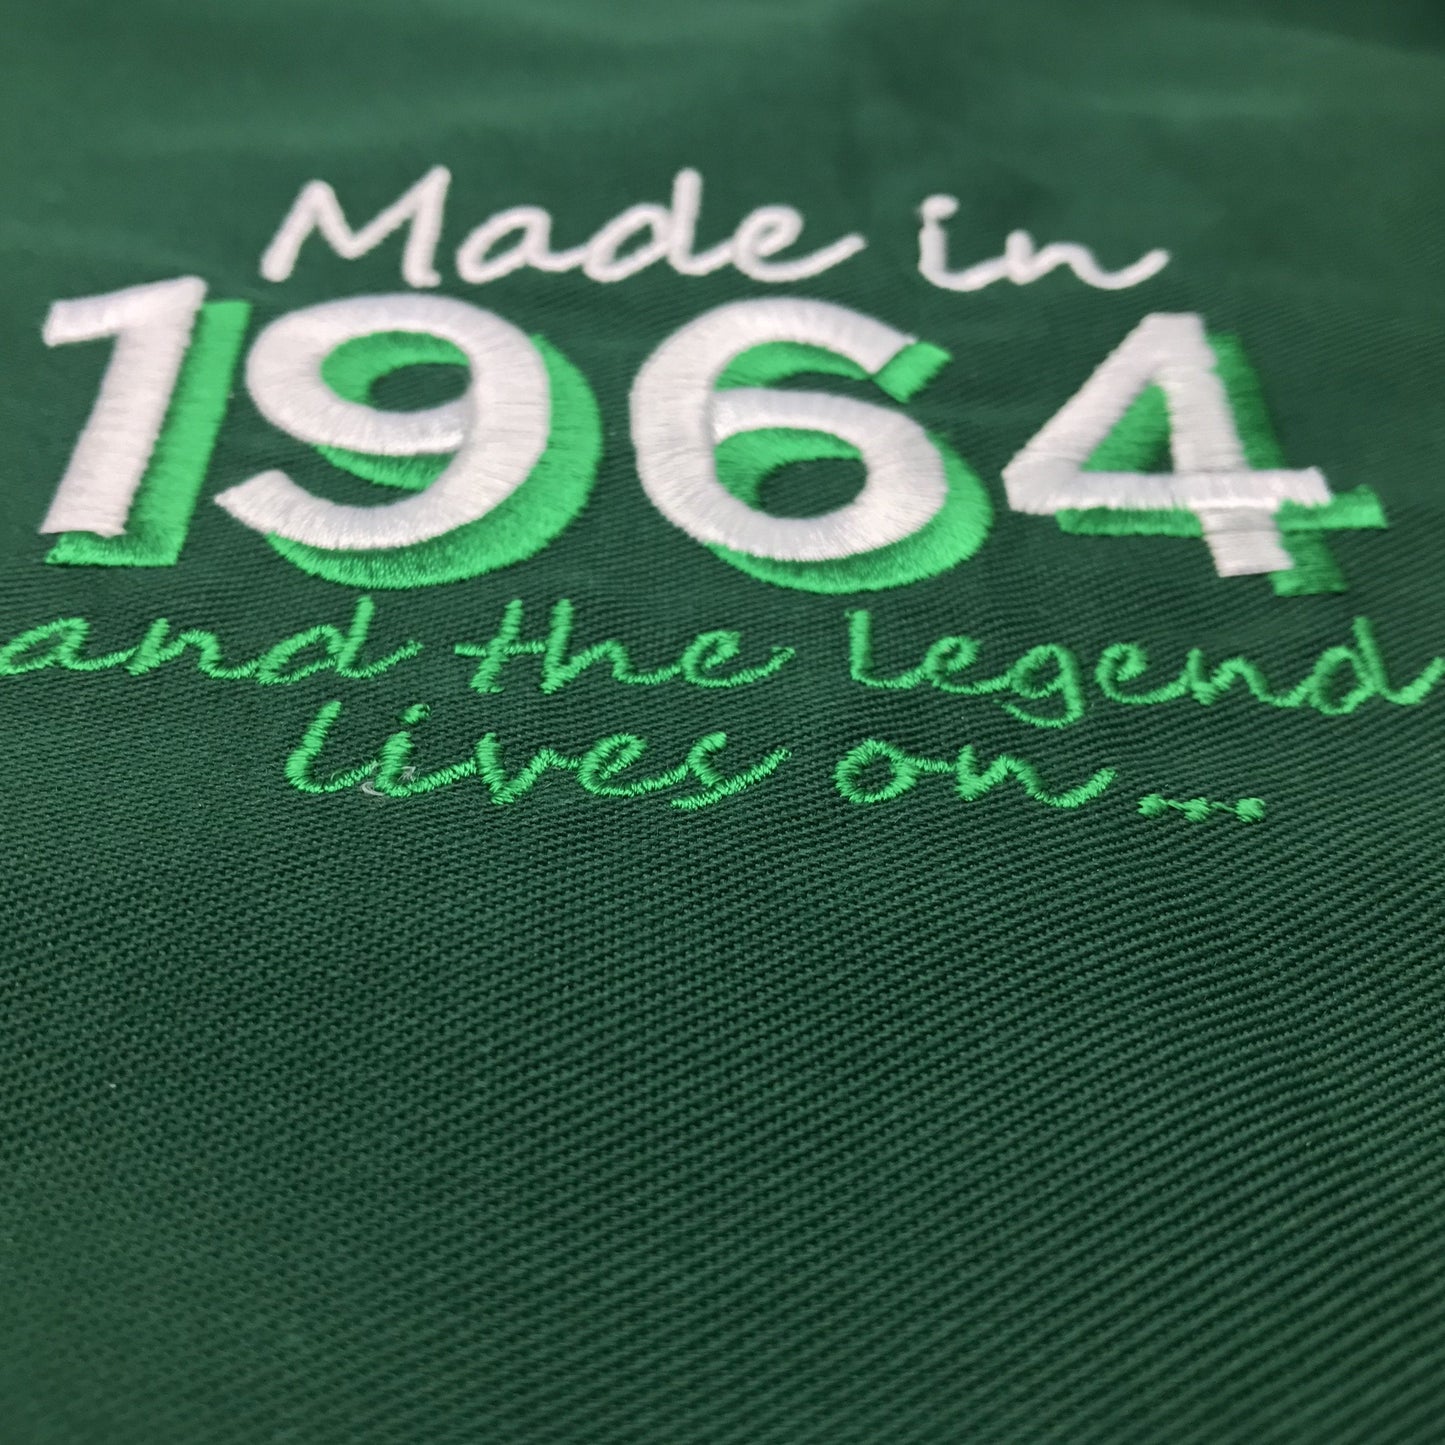 Made in
1964
and the legend
lives on...